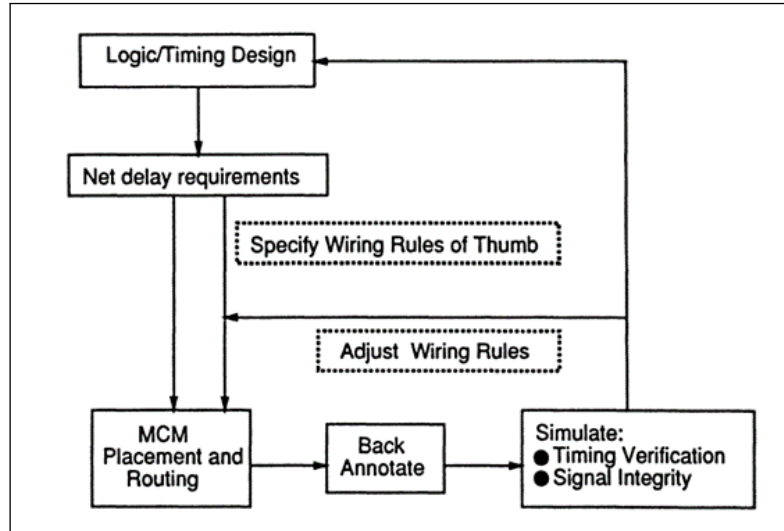 Logic/Timing Design
Net delay requirements
Specify Wiring Rules of Thumb
Adjust Wiring Rules
MCM
Placement and
Routing
Back
Annotate
Simulate:
● Timing Verification
● Signal Integrity